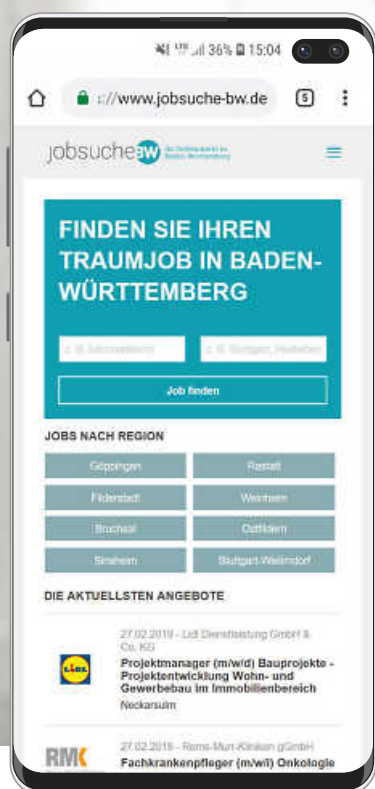 36% 15:04
://www.jobsuche-bw.de 5
jobsuche BW
FINDEN SIE IHREN
TRAUMJOB IN BADEN-
WÜRTTEMBERG
Job finden
JOBS NACH REGION
Göppingen Rastatt
Filderstadt Weinheim
Bruchsal Ostfildern
Sinsheim Stuttgart-Weilimdorf
DIE AKTUELLSTEN ANGEBOTE
27.02.2019 - Lidl Dienstleistung GmbH &
Co. KG
LIDL
Projektmanager (m/w/d) Bauprojekte -
Projektentwicklung Wohn- und
Gewerbebau im Immobilienbereich
Neckarsulm
27.02.2019 - Rems-Murr-Kliniken gGmbH
RMK
Fachkrankenpfleger (m/w/i) Onkologie